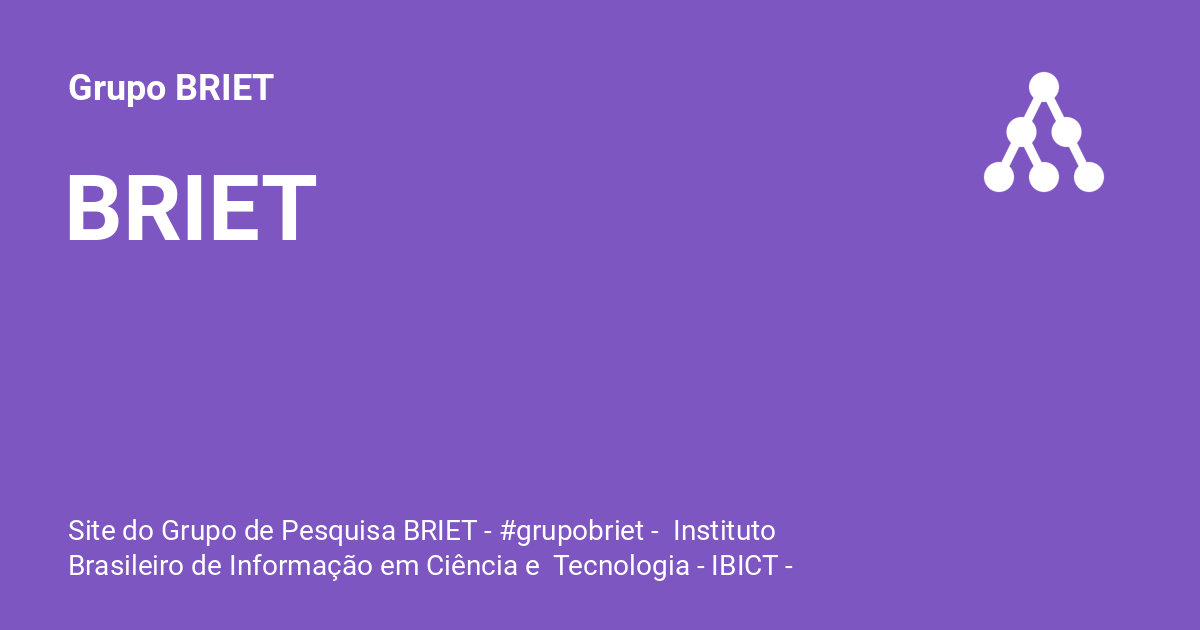 Grupo BRIET
BRIET
Site do Grupo de Pesquisa BRIET - #grupobriet -  Instituto
Brasileiro de Informação em Ciência e  Tecnologia - IBICT -